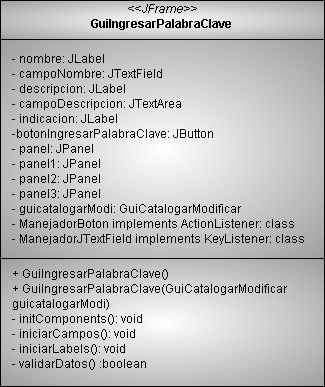 <<JFrame>>
GuiIngresarPalabraClave
- nombre: JLabel
- campoNombre: JTextField
- descripcion: JLabel
- campoDescripcion: JTextArea
- indicacion: JLabel
-botonIngresarPalabraClave: JButton
- panel: JPanel
- panel1: JPanel
- panel2: JPanel
- panel3: JPanel
- guicatalogarModi: GuiCatalogarModificar
- ManejadorBoton implements ActionListener: class
- ManejadorJTextField implements KeyListener: class
+ GuiIngresarPalabraClave()
+ GuiIngresarPalabraClave(GuiCatalogarModificar
guicatalogarModi)
- initComponents(): void
- iniciarCampos(): void
- iniciarLabels(): void
- validarDatos() :boolean